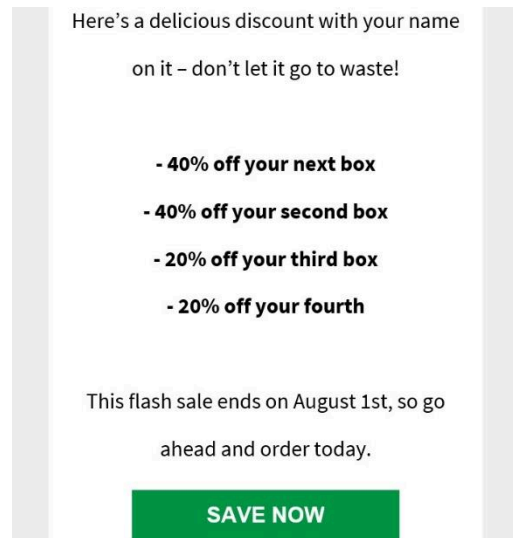 Here’s a delicious discount with your name
on it – don’t let it go to waste!
- 40% off your next box
- 40% off your second box
- 20% off your third box
- 20% off your fourth
This flash sale ends on August 1st, so go
ahead and order today.
SAVE NOW